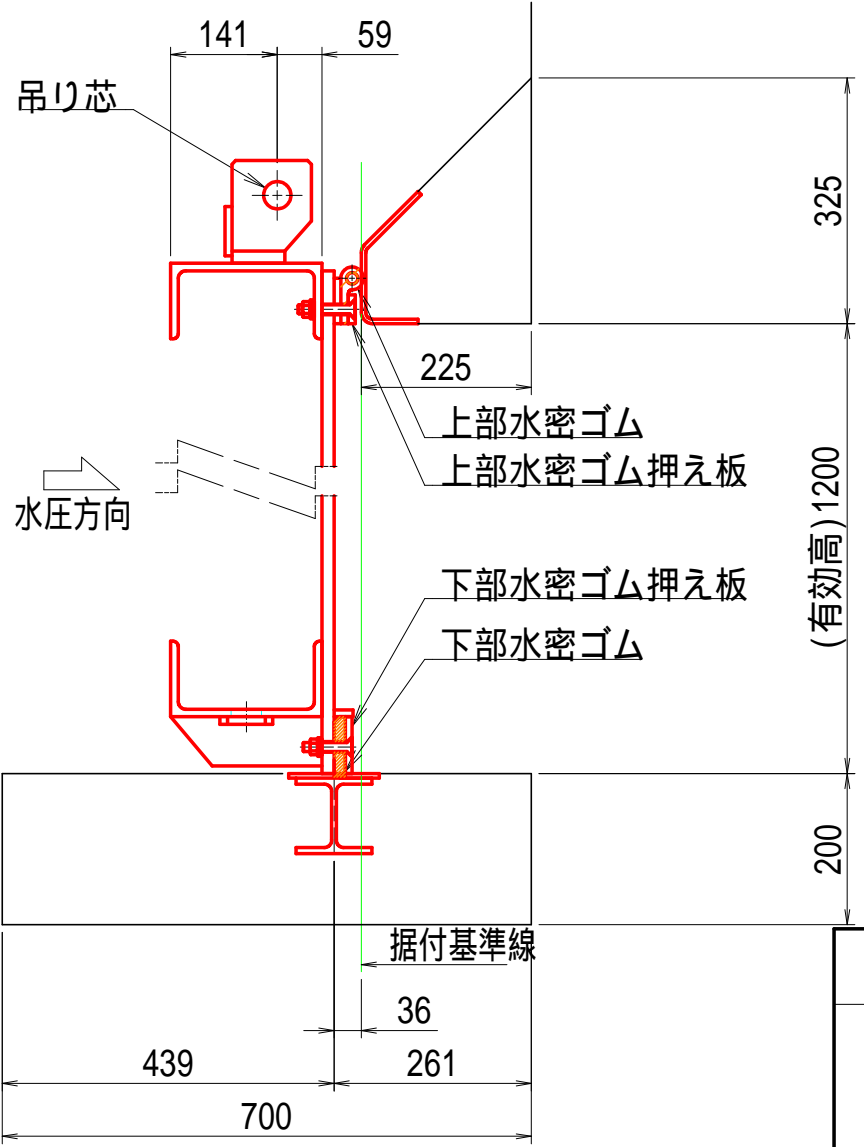 141
59
吊り芯
325
225
上部水密ゴム
上部水密ゴム押え板
水圧方向
(有効高)1200
下部水密ゴム押え板
下部水密ゴム
200
据付基準線
36
439
261
700